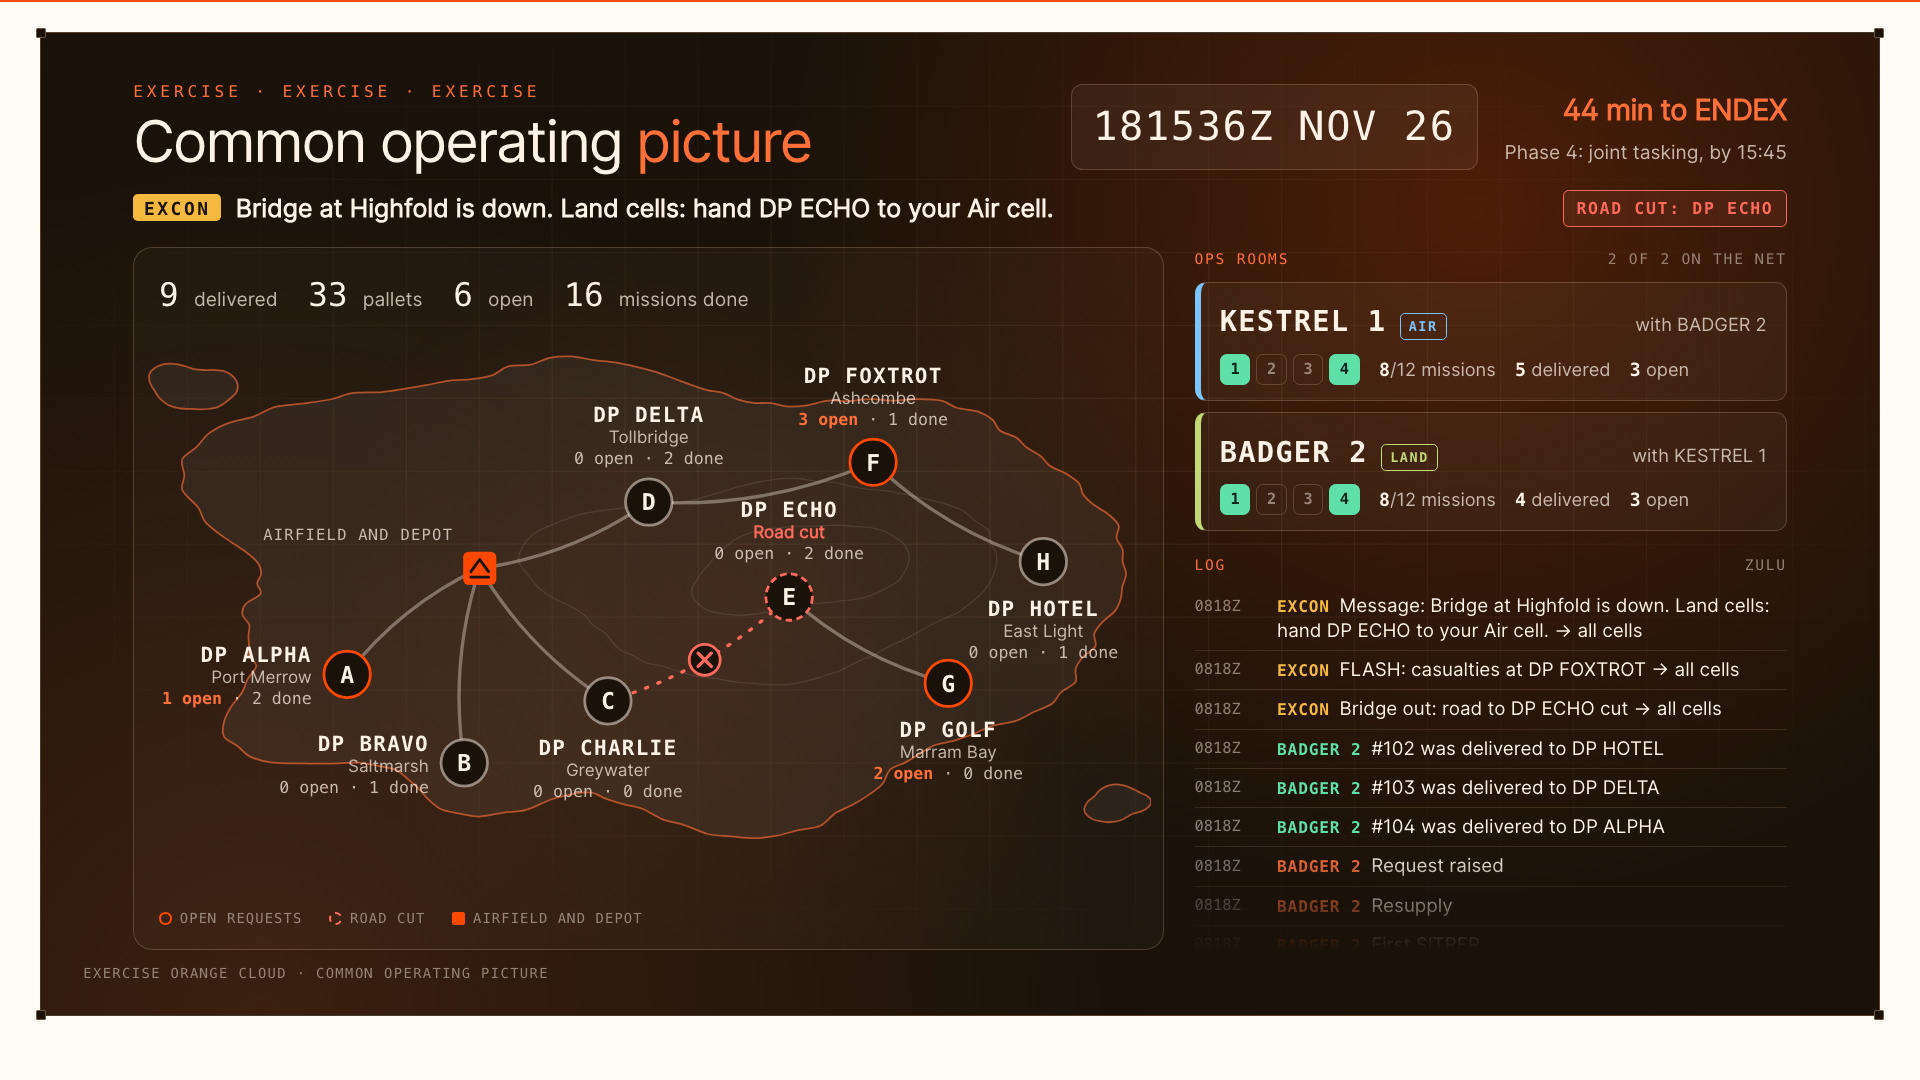 EXERCISE · EXERCISE · EXERCISE
Common operating picture
181536Z NOV 26
44 min to ENDEX
Phase 4: joint tasking, by 15:45
EXCON Bridge at Highfold is down. Land cells: hand DP ECHO to your Air cell.
ROAD CUT: DP ECHO
9 delivered 33 pallets 6 open 16 missions done
DP FOXTROT
Ashcombe
3 open · 1 done
F
DP DELTA
Tollbridge
0 open · 2 done
D
DP ECHO
Road cut
0 open · 2 done
E
AIRFIELD AND DEPOT
H
DP HOTEL
East Light
0 open · 1 done
DP ALPHA
Port Merrow
1 open · 2 done
A
G
DP GOLF
Marram Bay
2 open · 0 done
C
DP CHARLIE
Greywater
0 open · 0 done
DP BRAVO
Saltmarsh
0 open · 1 done
B
OPEN REQUESTS ROAD CUT AIRFIELD AND DEPOT
OPS ROOMS 2 OF 2 ON THE NET
KESTREL 1 AIR with BADGER 2
1 2 3 4 8/12 missions 5 delivered 3 open
BADGER 2 LAND with KESTREL 1
1 2 3 4 8/12 missions 4 delivered 3 open
LOG ZULU
0818Z EXCON Message: Bridge at Highfold is down. Land cells:
hand DP ECHO to your Air cell. → all cells
0818Z EXCON FLASH: casualties at DP FOXTROT → all cells
0818Z EXCON Bridge out: road to DP ECHO cut → all cells
0818Z BADGER 2 #102 was delivered to DP HOTEL
0818Z BADGER 2 #103 was delivered to DP DELTA
0818Z BADGER 2 #104 was delivered to DP ALPHA
0818Z BADGER 2 Request raised
0818Z BADGER 2 Resupply
0818Z BADGER 2 First SITREP
EXERCISE ORANGE CLOUD · COMMON OPERATING PICTURE